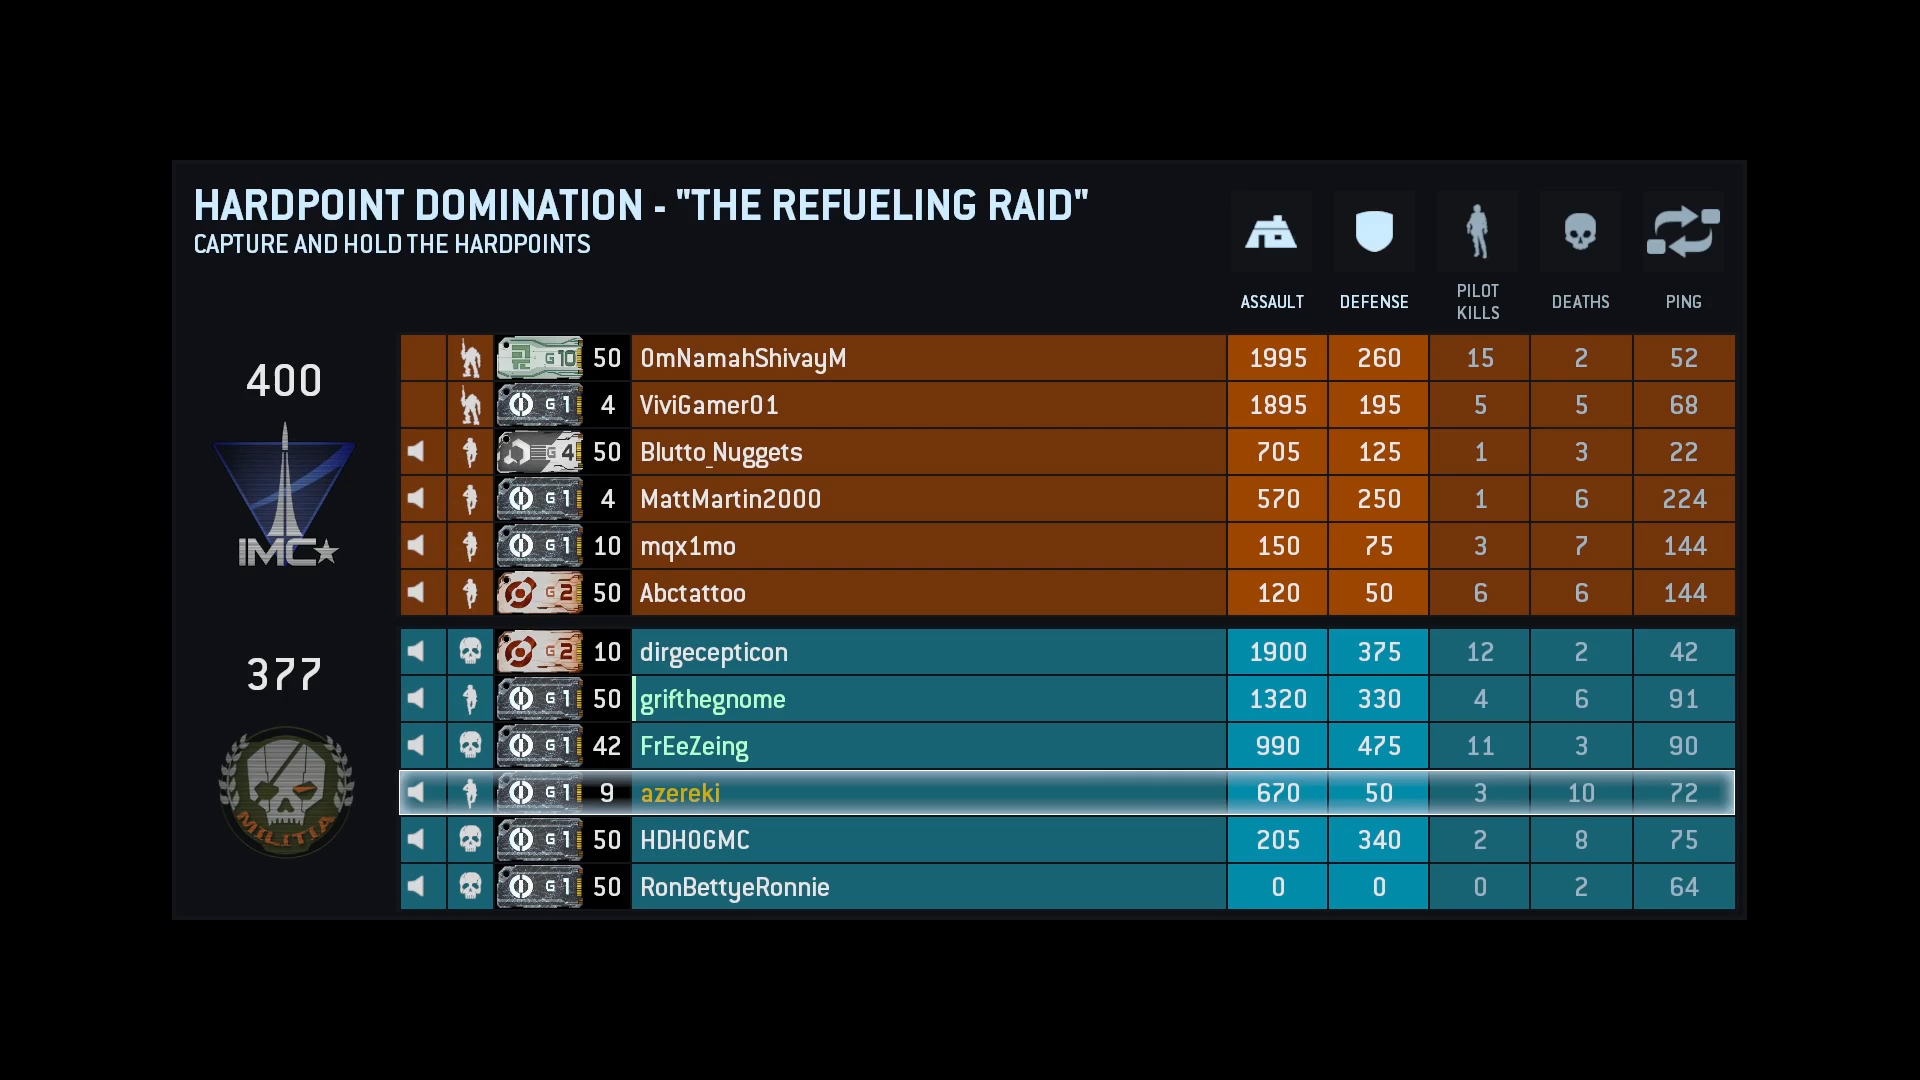 HARDPOINT DOMINATION - "THE REFUELING RAID"
CAPTURE AND HOLD THE HARDPOINTS
ASSAULT DEFENSE PILOT KILLS DEATHS PING
400
IMC
G10 50 OmNamahShivayM 1995 260 15 2 52
G1 4 ViviGamer01 1895 195 5 5 68
G4 50 Blutto_Nuggets 705 125 1 3 22
G1 4 MattMartin2000 570 250 1 6 224
G1 10 mqx1mo 150 75 3 7 144
G2 50 Abctattoo 120 50 6 6 144
377
MILITIA
G2 10 dirgecepticon 1900 375 12 2 42
G1 50 grifthegnome 1320 330 4 6 91
G1 42 FrEeZeing 990 475 11 3 90
G1 9 azereki 670 50 3 10 72
G1 50 HDH0GMC 205 340 2 8 75
G1 50 RonBettyeRonnie 0 0 0 2 64